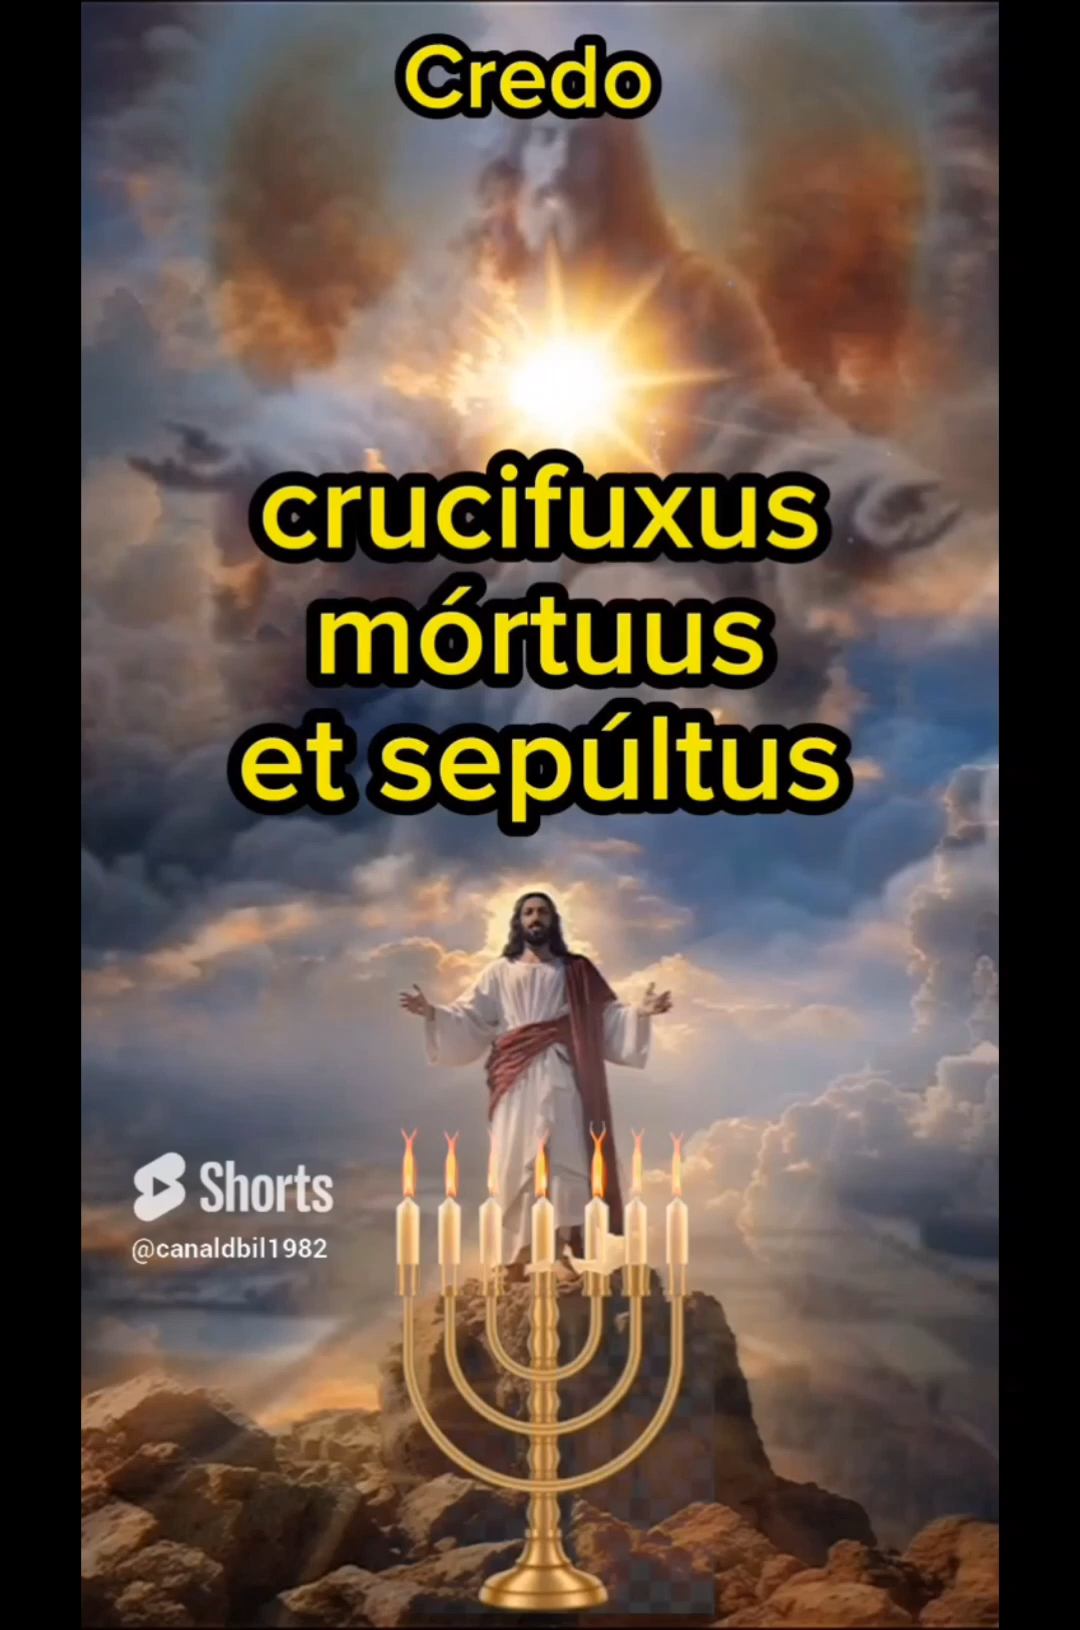 Credo
crucifuxus
mórtuus
et sepúltus
Shorts
@canaldbil1982